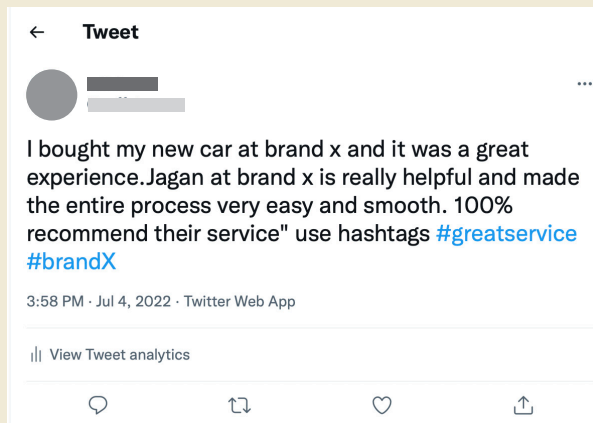 Tweet
I bought my new car at brand x and it was a great
experience.Jagan at brand x is really helpful and made
the entire process very easy and smooth. 100%
recommend their service" use hashtags #greatservice
#brandX
3:58 PM · Jul 4, 2022 · Twitter Web App
View Tweet analytics